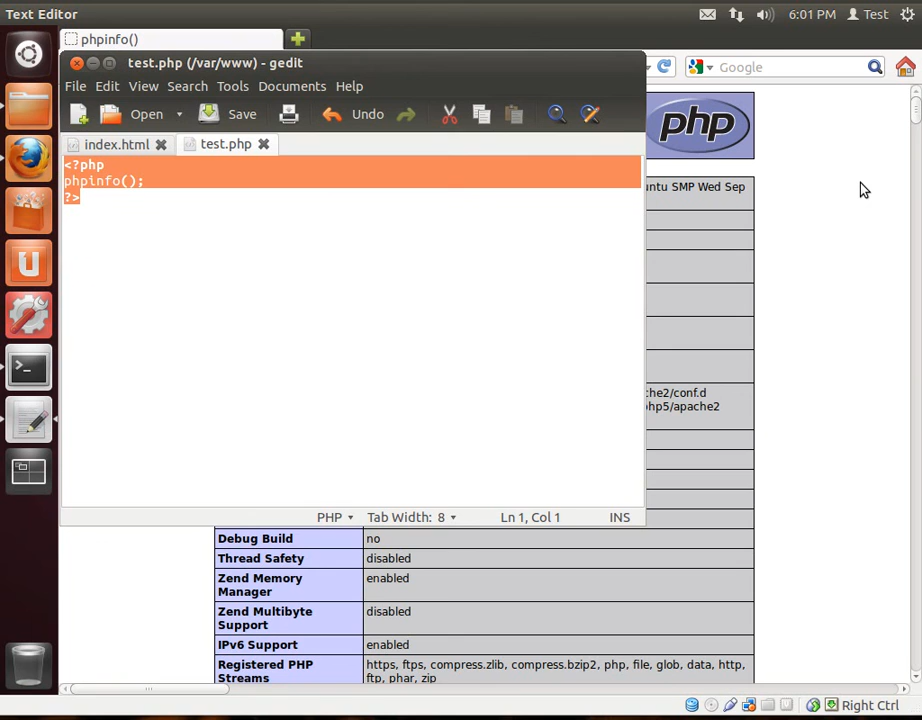 Text Editor
6:01 PM
Test
phpinfo()
test.php (/var/www) - gedit
Google
File Edit View Search Tools Documents Help
Open Save Undo
php
index.html
test.php
<?php
phpinfo();
?>
untu SMP Wed Sep
che2/conf.d
php5/apache2
PHP
Tab Width: 8
Ln 1, Col 1
INS
Debug Build no
Thread Safety disabled
Zend Memory
Manager
enabled
Zend Multibyte
Support
disabled
IPv6 Support enabled
Registered PHP
Streams
https, ftps, compress.zlib, compress.bzip2, php, file, glob, data, http,
ftp, phar, zip
Right Ctrl